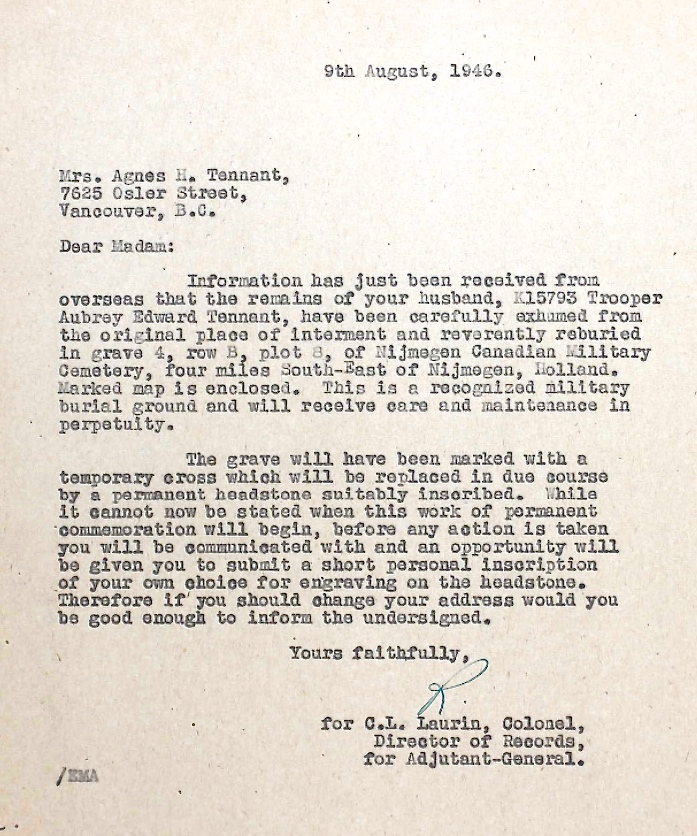 9th August, 1946.
Mrs. Agnes H. Tennant,
7625 Osler Street,
Vancouver, B.C.
Dear Madam:
Information has just been received from
overseas that the remains of your husband, K15793 Trooper
Aubrey Edward Tennant, have been carefully exhumed from
the original place of interment and reverently reburied
in grave 4, row B, plot 8, of Nijmegen Canadian Military
Cemetery, four miles South-East of Nijmegen, Holland.
Marked map is enclosed. This is a recognized military
burial ground and will receive care and maintenance in
perpetuity.
The grave will have been marked with a
temporary cross which will be replaced in due course
by a permanent headstone suitably inscribed. While
it cannot now be stated when this work of permanent
commemoration will begin, before any action is taken
you will be communicated with and an opportunity will
be given you to submit a short personal inscription
of your own choice for engraving on the headstone.
Therefore if you should change your address would you
be good enough to inform the undersigned.
Yours faithfully,
R
for C.L. Laurin, Colonel,
Director of Records,
for Adjutant-General.
/EMA